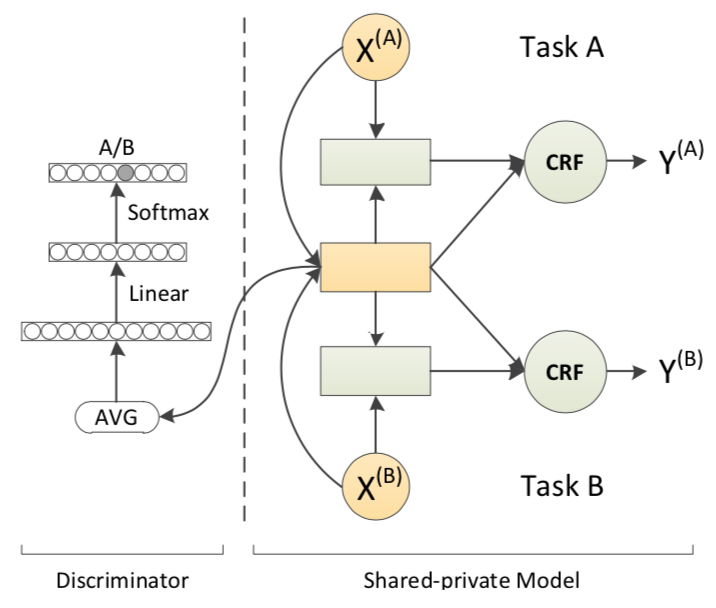 X(A)
Task A
A/B
CRF
Y(A)
Softmax
Linear
CRF
Y(B)
AVG
X(B)
Task B
Discriminator
Shared-private Model